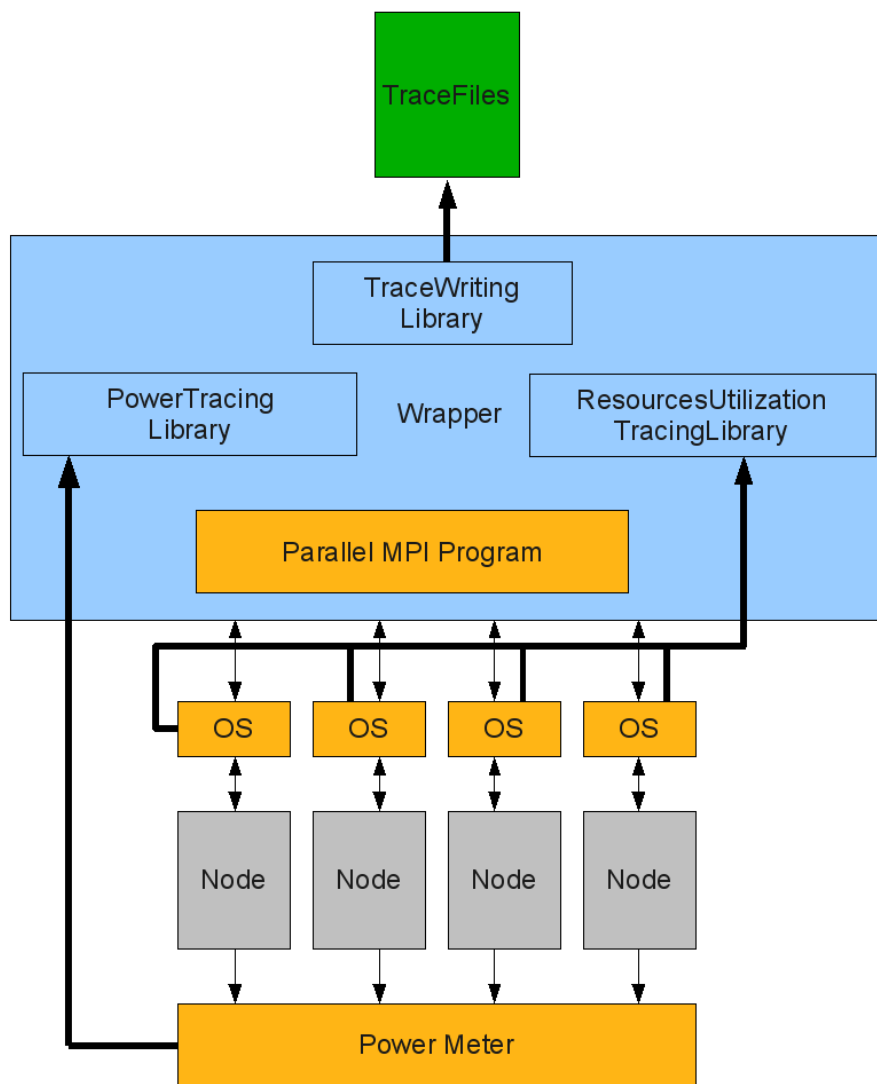 TraceFiles
TraceWriting
Library
PowerTracing
Library
Wrapper
ResourcesUtilization
TracingLibrary
Parallel MPI Program
OS
OS
OS
OS
Node
Node
Node
Node
Power Meter